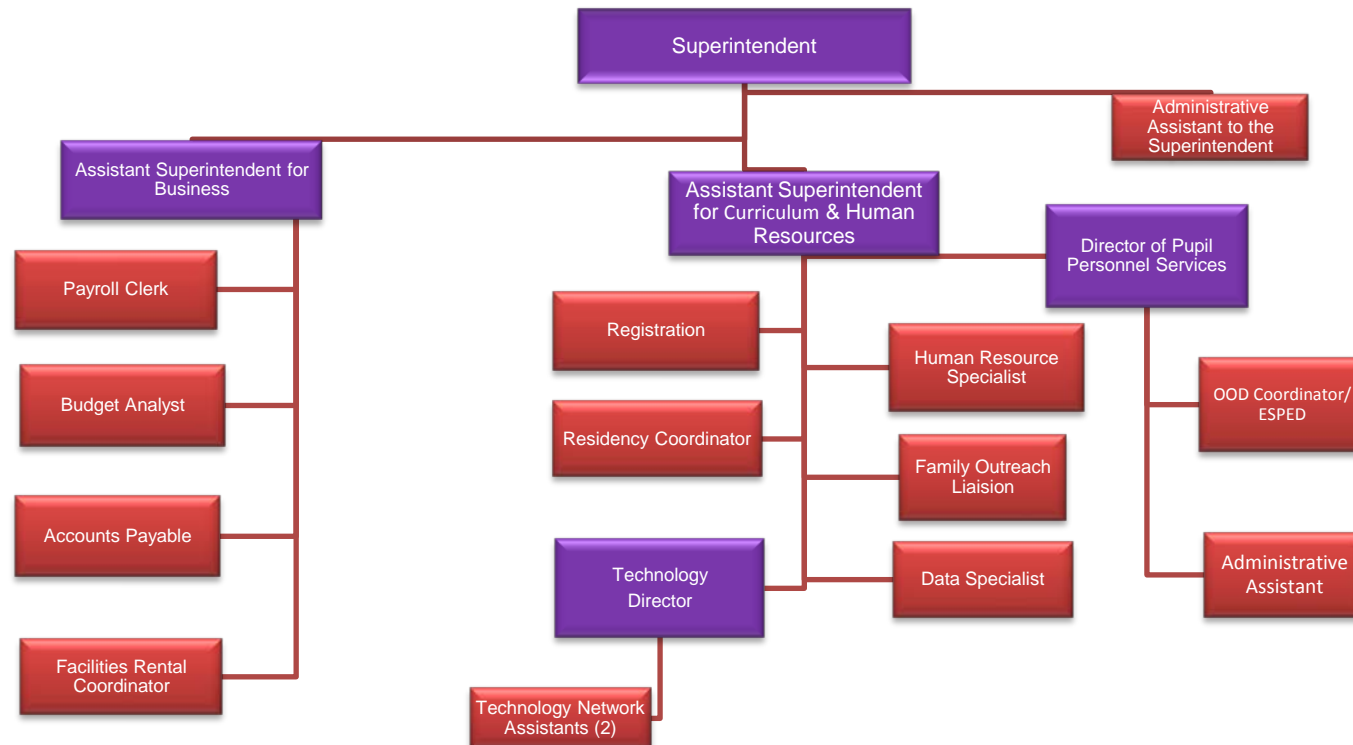 Superintendent
Administrative
Assistant to the
Superintendent
Assistant Superintendent for
Business
Assistant Superintendent
for Curriculum & Human
Resources
Director of Pupil
Personnel Services
Payroll Clerk
Registration
Human Resource
Specialist
Budget Analyst
OOD Coordinator/
ESPED
Residency Coordinator
Family Outreach
Liaision
Accounts Payable
Technology
Director
Data Specialist
Administrative
Assistant
Facilities Rental
Coordinator
Technology Network
Assistants (2)